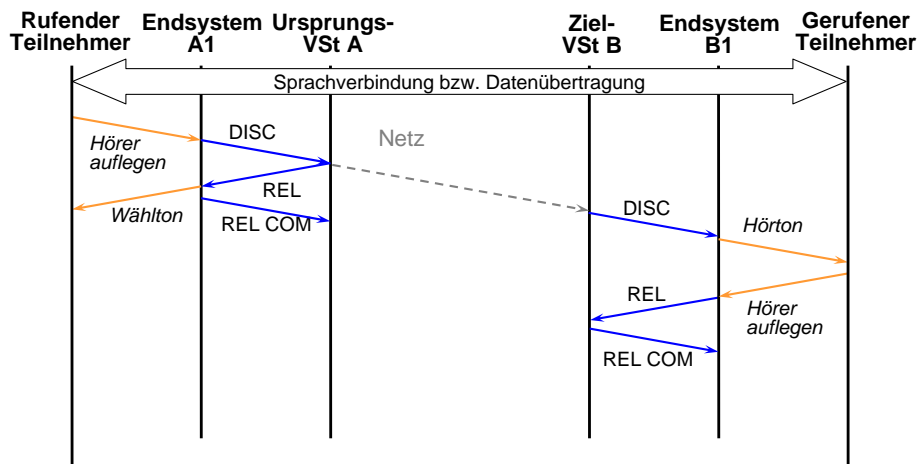 Rufender
Teilnehmer
Endsystem
A1
Ursprungs-
VSt A
Ziel-
VSt B
Endsystem
B1
Gerufener
Teilnehmer
Sprachverbindung bzw. Datenübertragung
Hörer
auflegen
DISC
Netz
REL
Wählton
REL COM
DISC
Hörton
REL
Hörer
auflegen
REL COM